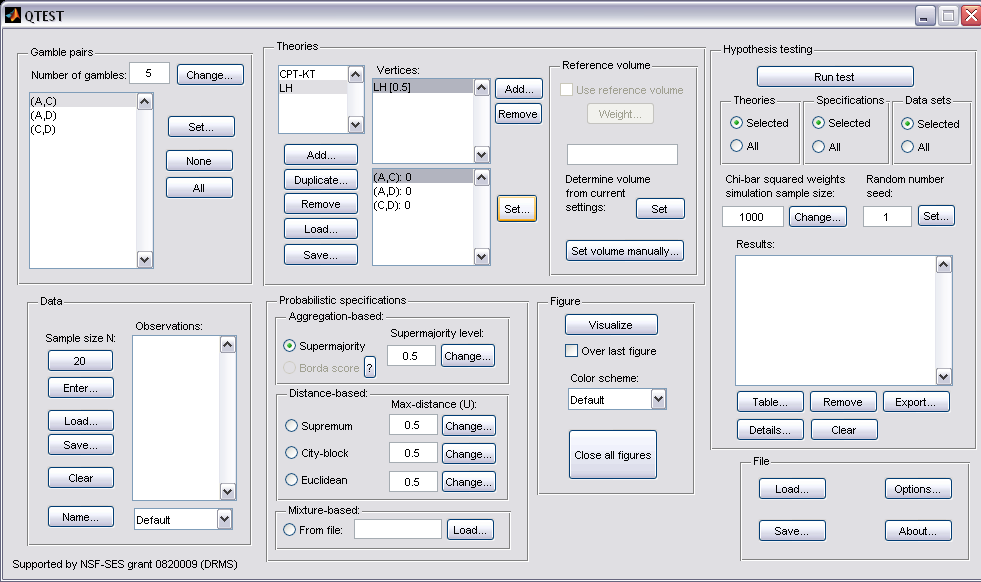 QTEST
Gamble pairs
Number of gambles: 5 Change...
(A,C)
(A,D)
(C,D)
Set...
None
All
Theories
CPT-KT
LH
Add...
Duplicate...
Remove
Load...
Save...
Vertices:
LH [0.5]
Add...
Remove
(A,C): 0
(A,D): 0
(C,D): 0
Set...
Reference volume
Use reference volume
Weight...
Determine volume
from current
settings:
Set
Set volume manually...
Hypothesis testing
Run test
Theories
Selected
All
Specifications
Selected
All
Data sets
Selected
All
Chi-bar squared weights
simulation sample size:
1000 Change...
Random number
seed:
1 Set...
Results:
Table... Remove Export...
Details... Clear
Data
Sample size N:
20
Enter...
Load...
Save...
Clear
Name...
Observations:
Default
Probabilistic specifications
Aggregation-based:
Supermajority
Borda score ?
Supermajority level:
0.5 Change...
Distance-based:
Max-distance (U):
Supremum 0.5 Change...
City-block 0.5 Change...
Euclidean 0.5 Change...
Mixture-based:
From file: Load...
Figure
Visualize
Over last figure
Color scheme:
Default
Close all figures
File
Load... Options...
Save... About...
Supported by NSF-SES grant 0820009 (DRMS)